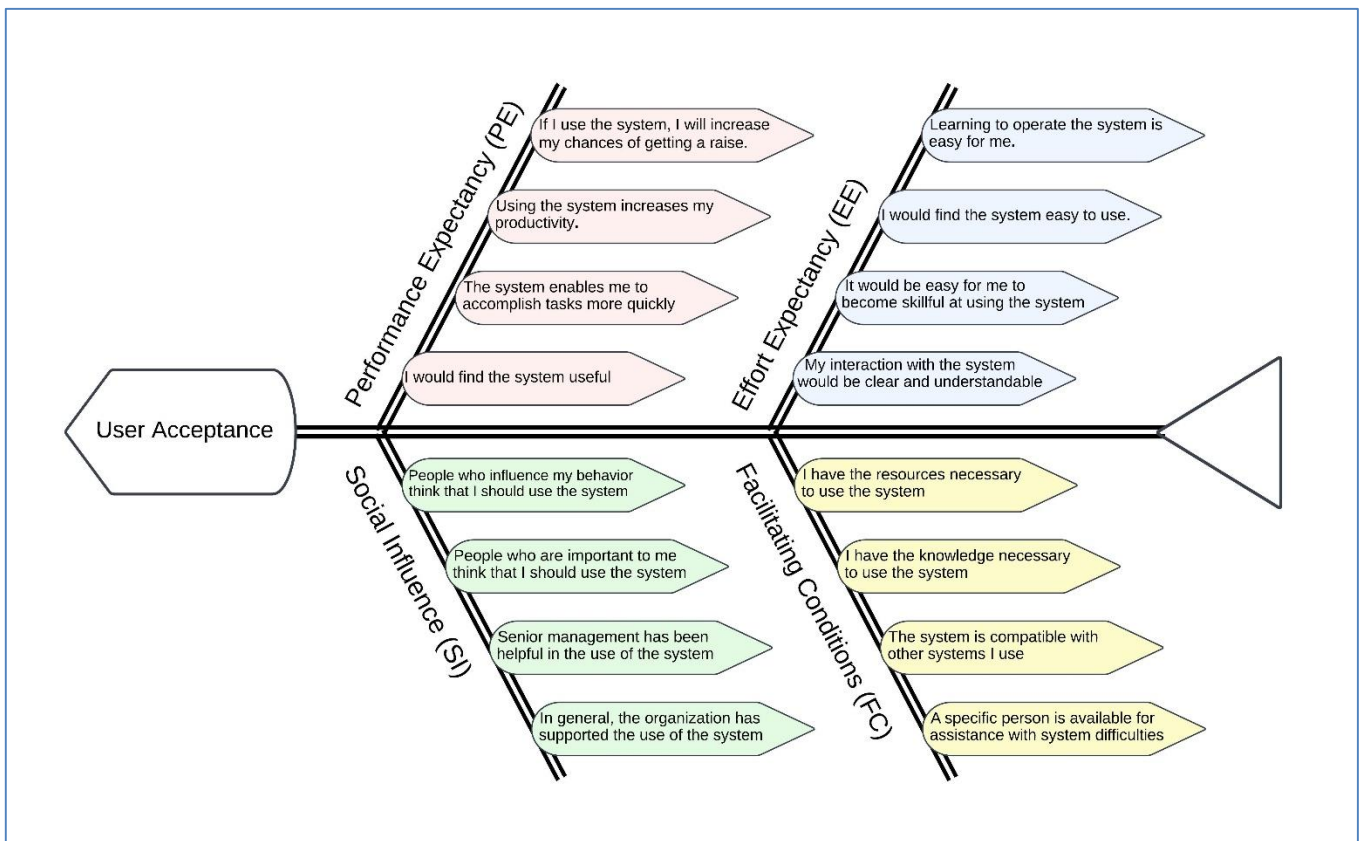 Performance Expectancy (PE)
If I use the system, I will increase
my chances of getting a raise.
Using the system increases my
productivity.
The system enables me to
accomplish tasks more quickly
I would find the system useful
Effort Expectancy (EE)
Learning to operate the system is
easy for me.
I would find the system easy to use.
It would be easy for me to
become skillful at using the system
My interaction with the system
would be clear and understandable
User Acceptance
Social Influence (SI)
People who influence my behavior
think that I should use the system
People who are important to me
think that I should use the system
Senior management has been
helpful in the use of the system
In general, the organization has
supported the use of the system
Facilitating Conditions (FC)
I have the resources necessary
to use the system
I have the knowledge necessary
to use the system
The system is compatible with
other systems I use
A specific person is available for
assistance with system difficulties